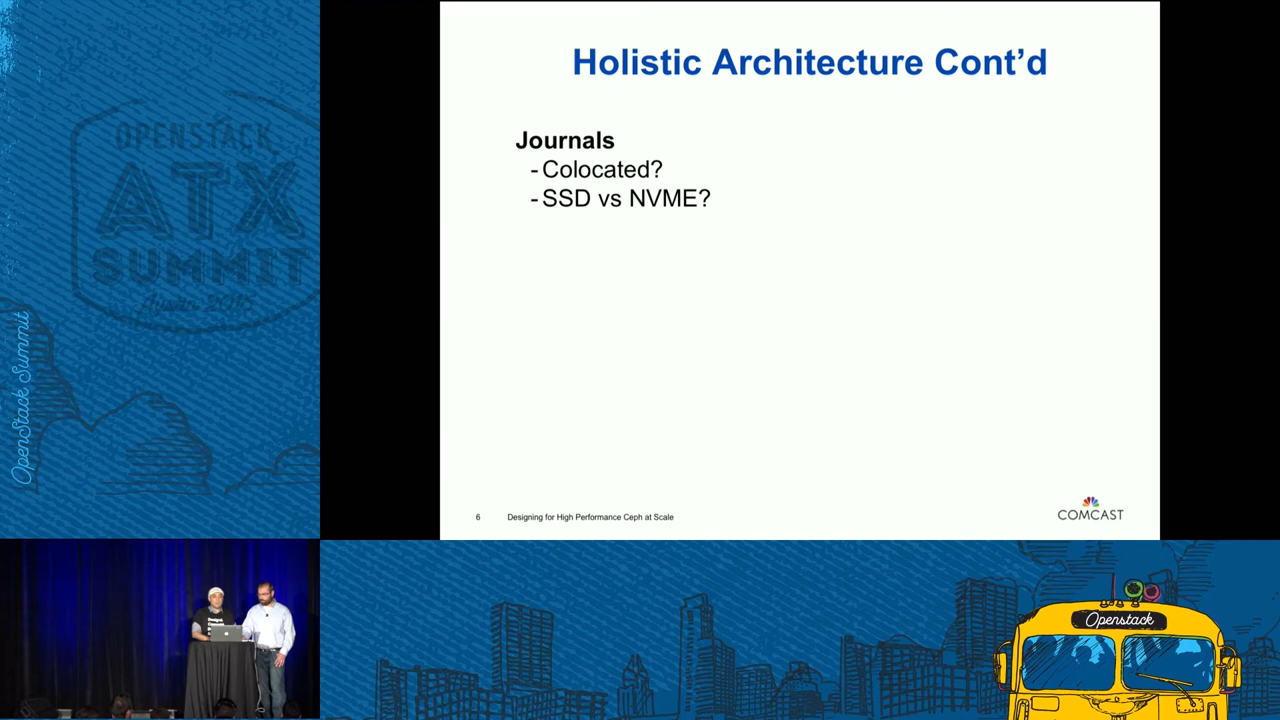 Holistic Architecture Cont'd
Journals
- Colocated?
- SSD vs NVME?
6 Designing for High Performance Ceph at Scale
COMCAST
OPENSTACK
ATX
SUMMIT
OpenStack Summit
Openstack